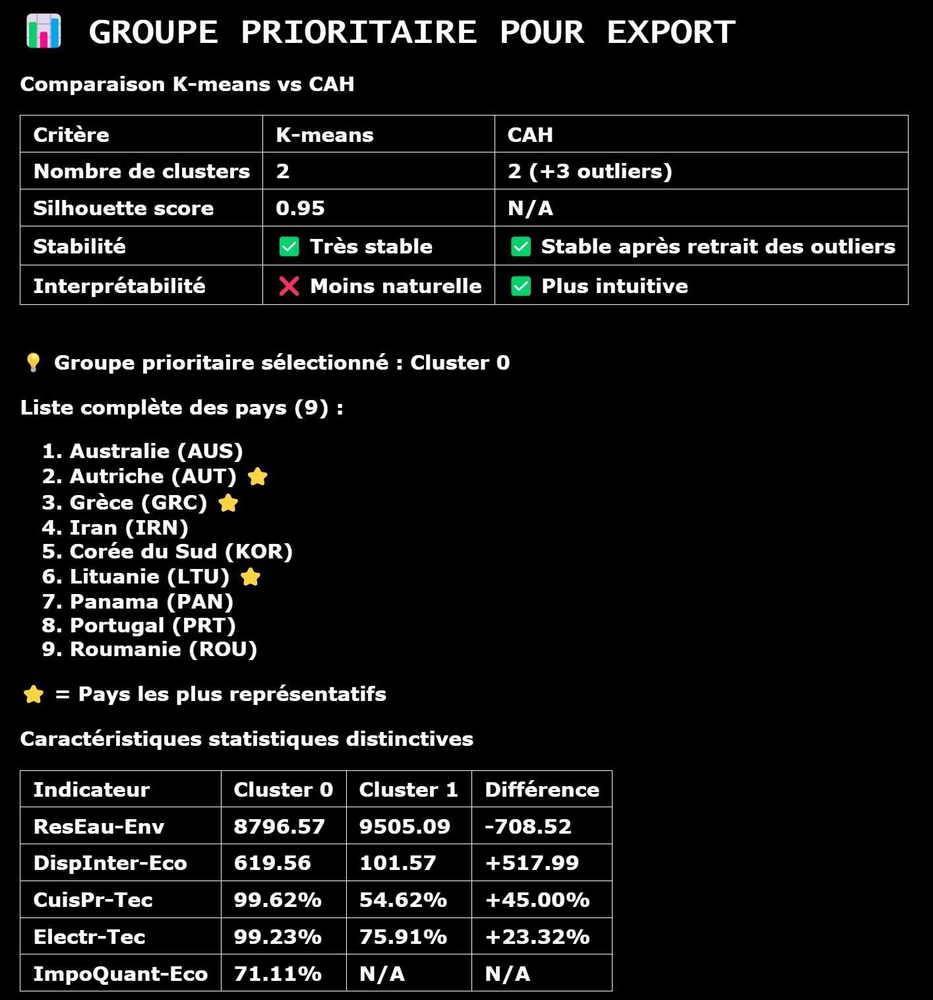 📊 GROUPE PRIORITAIRE POUR EXPORT
Comparaison K-means vs CAH
Critère K-means CAH
Nombre de clusters 2 2 (+3 outliers)
Silhouette score 0.95 N/A
Stabilité ✅ Très stable ✅ Stable après retrait des outliers
Interprétabilité ❌ Moins naturelle ✅ Plus intuitive
💡 Groupe prioritaire sélectionné : Cluster 0
Liste complète des pays (9) :
1. Australie (AUS)
2. Autriche (AUT) ⭐
3. Grèce (GRC) ⭐
4. Iran (IRN)
5. Corée du Sud (KOR)
6. Lituanie (LTU) ⭐
7. Panama (PAN)
8. Portugal (PRT)
9. Roumanie (ROU)
⭐ = Pays les plus représentatifs
Caractéristiques statistiques distinctives
Indicateur Cluster 0 Cluster 1 Différence
ResEau-Env 8796.57 9505.09 -708.52
DispInter-Eco 619.56 101.57 +517.99
CuisPr-Tec 99.62% 54.62% +45.00%
Electr-Tec 99.23% 75.91% +23.32%
ImpoQuant-Eco 71.11% N/A N/A